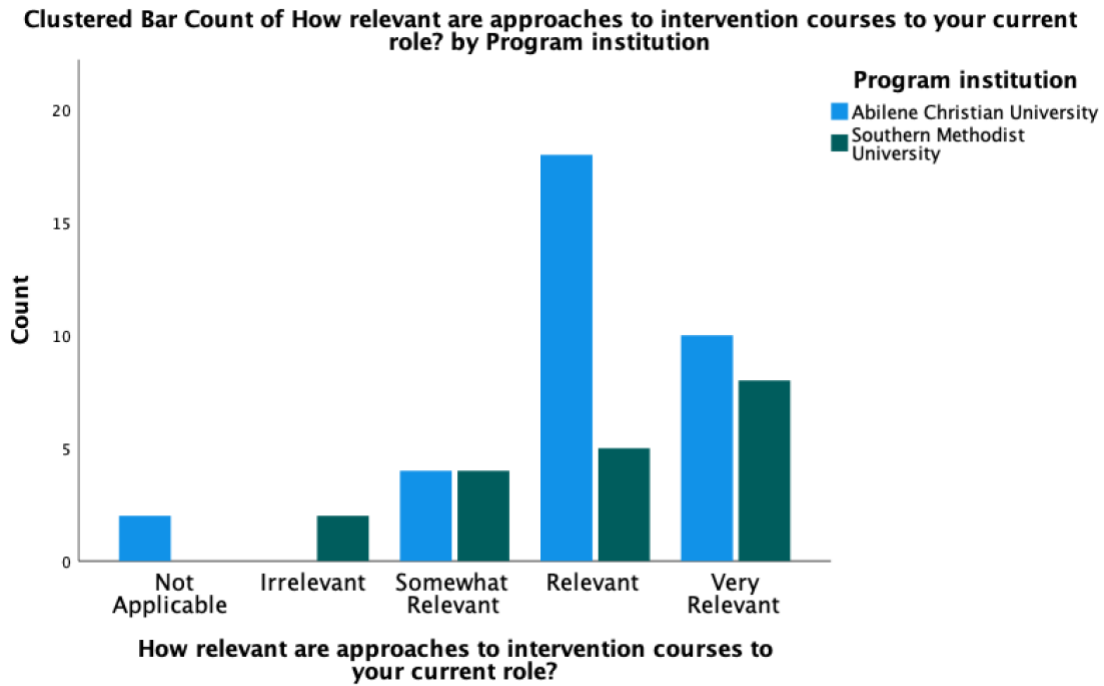 Clustered Bar Count of How relevant are approaches to intervention courses to your current
role? by Program institution
Program institution
Abilene Christian University
Southern Methodist
University
Count
20
15
10
5
0
Not
Applicable
Irrelevant
Somewhat
Relevant
Relevant
Very
Relevant
How relevant are approaches to intervention courses to
your current role?